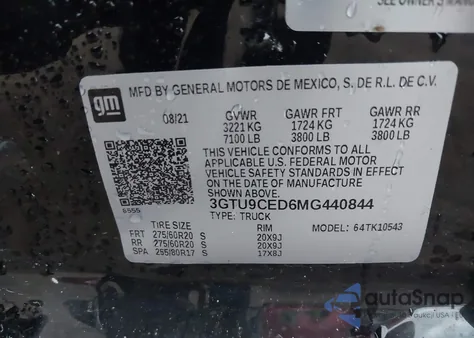 SEE OWNER'S MANUAL
gm
MFD BY GENERAL MOTORS DE MEXICO, S. DE R.L. DE C.V.
08/21 GVWR GAWR FRT GAWR RR
3221 KG 1724 KG 1724 KG
7100 LB 3800 LB 3800 LB
THIS VEHICLE CONFORMS TO ALL
APPLICABLE U.S. FEDERAL MOTOR
VEHICLE SAFETY STANDARDS IN EFFECT
ON THE DATE OF MANUFACTURE SHOWN ABOVE.
3GTU9CED6MG440844
TYPE: TRUCK
6555
TIRE SIZE RIM MODEL: 64TK10543
FRT 275/60R20 S 20X9J
RR 275/60R20 S 20X9J
SPA 265/80R17 S 17X8J
autoSnap